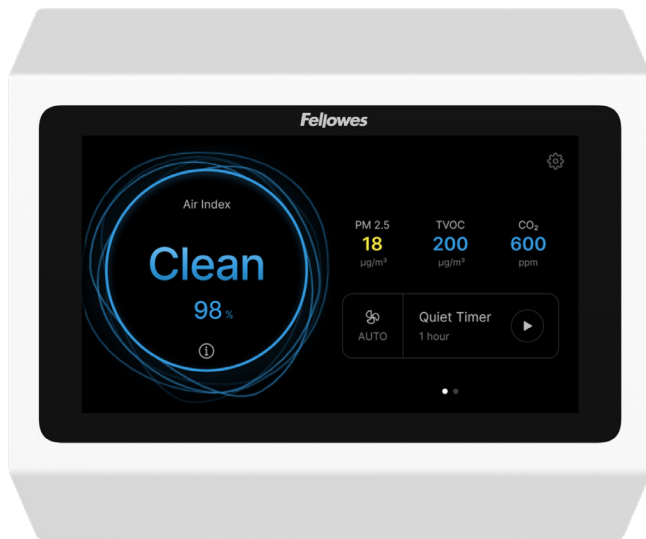 Fellowes
Air Index
Clean
98 %
PM 2.5
18
µg/m³
TVOC
200
µg/m³
CO₂
600
ppm
AUTO
Quiet Timer
1 hour